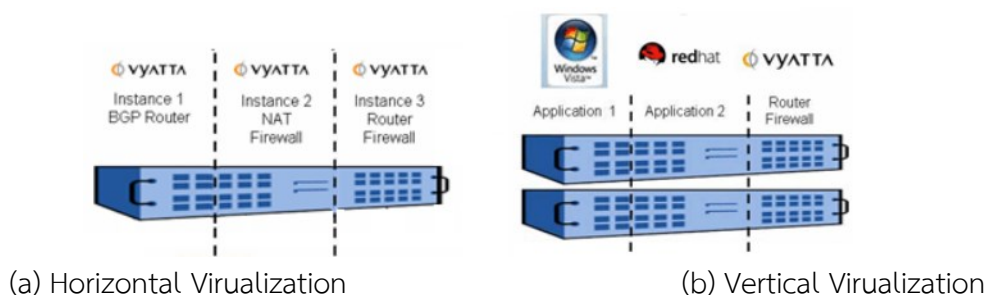 VYATTA
Instance 1
BGP Router
VYATTA
Instance 2
NAT
Firewall
VYATTA
Instance 3
Router
Firewall
(a) Horizontal Virualization
Windows
Vista™
Application 1
redhat
Application 2
VYATTA
Router
Firewall
(b) Vertical Virualization